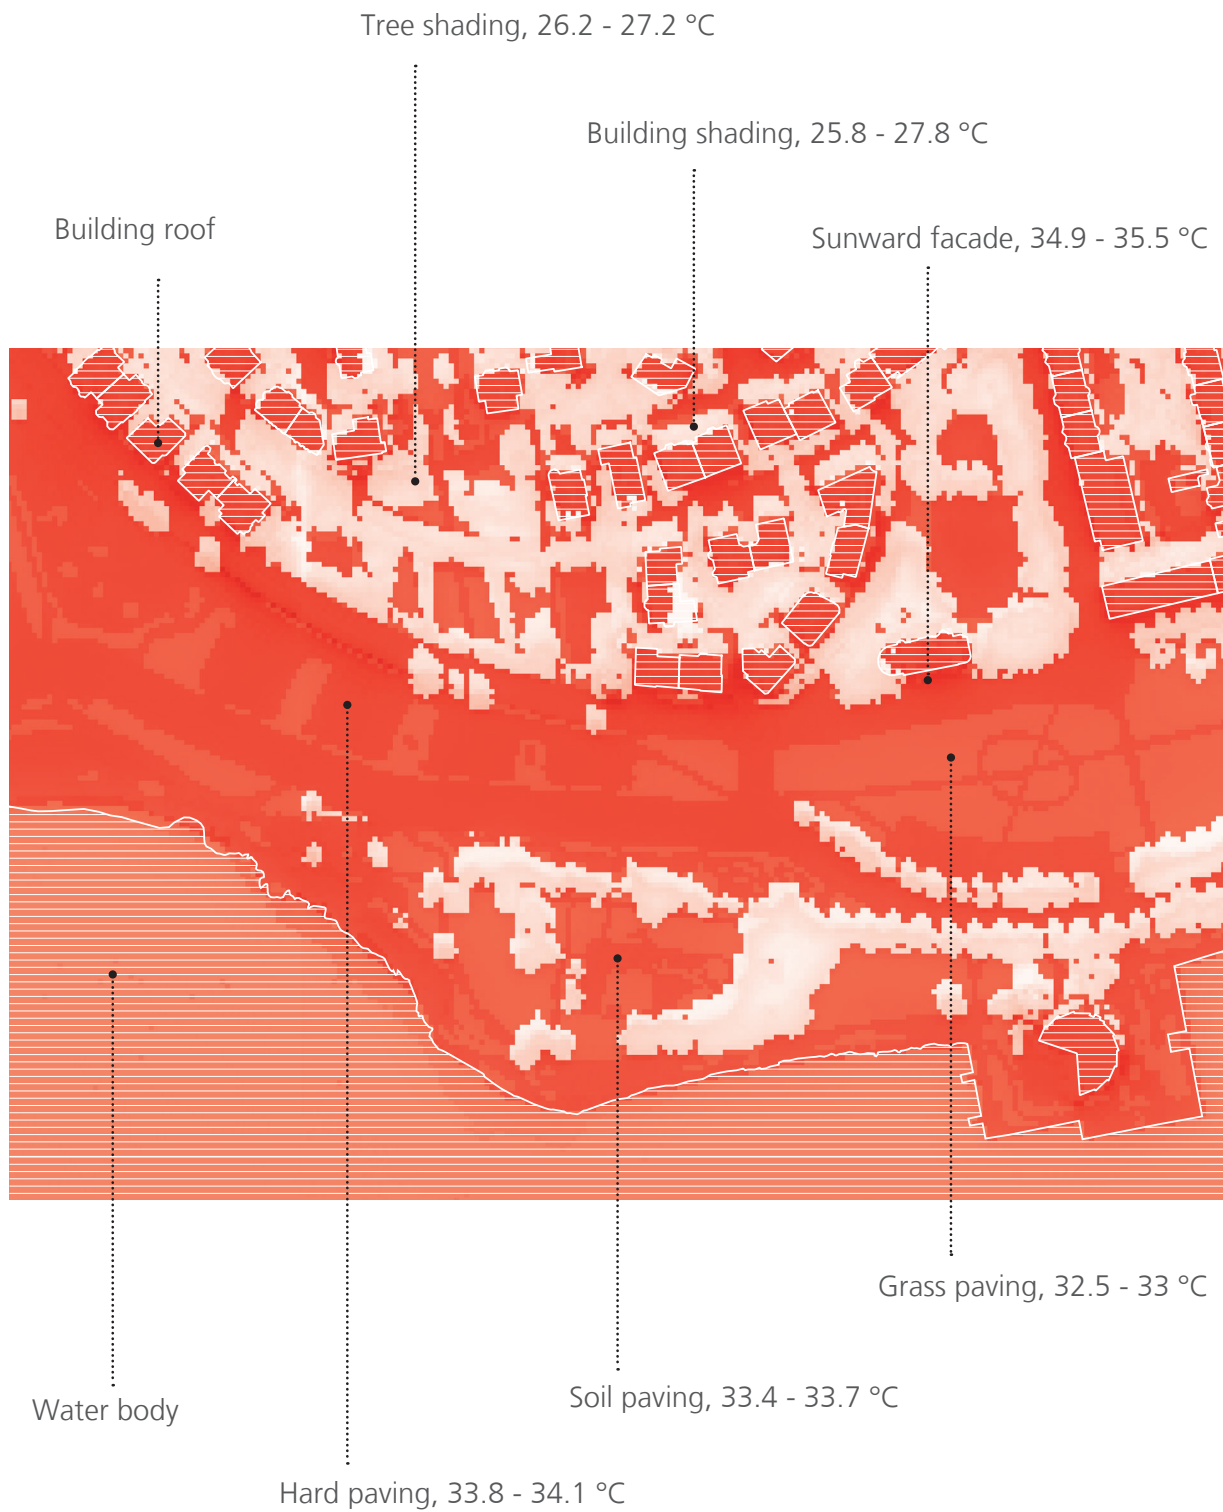 Tree shading, 26.2 - 27.2 °C
Building shading, 25.8 - 27.8 °C
Building roof
Sunward facade, 34.9 - 35.5 °C
Grass paving, 32.5 - 33 °C
Soil paving, 33.4 - 33.7 °C
Water body
Hard paving, 33.8 - 34.1 °C